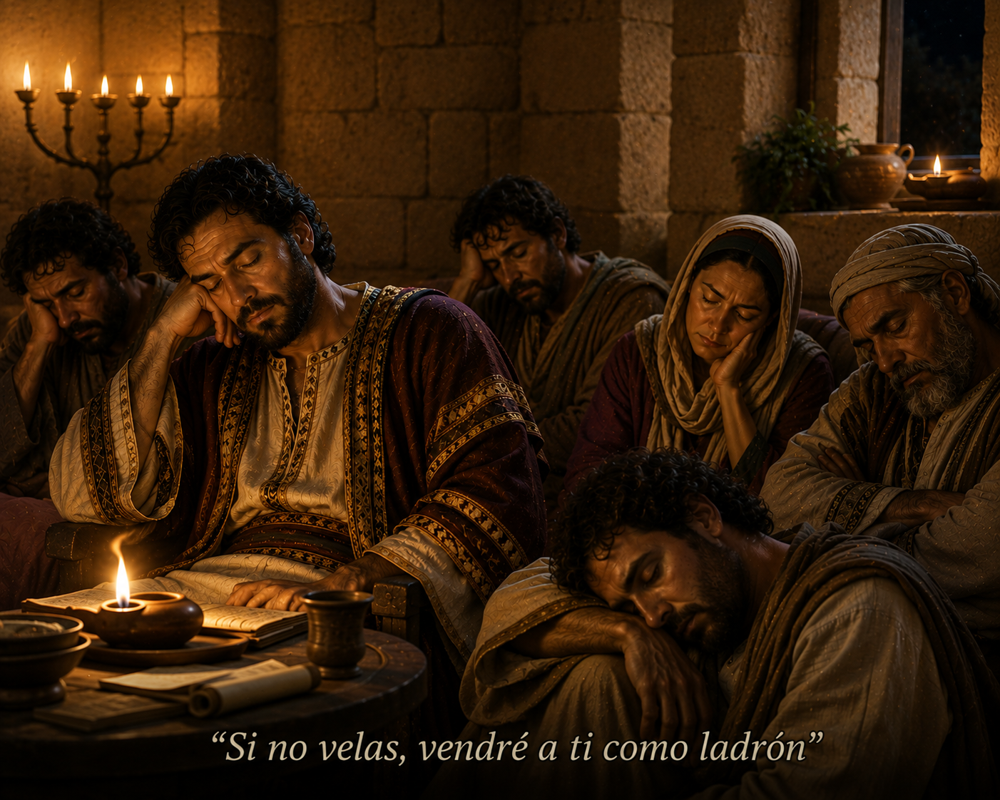 “Si no velas, vendré a ti como ladrón”